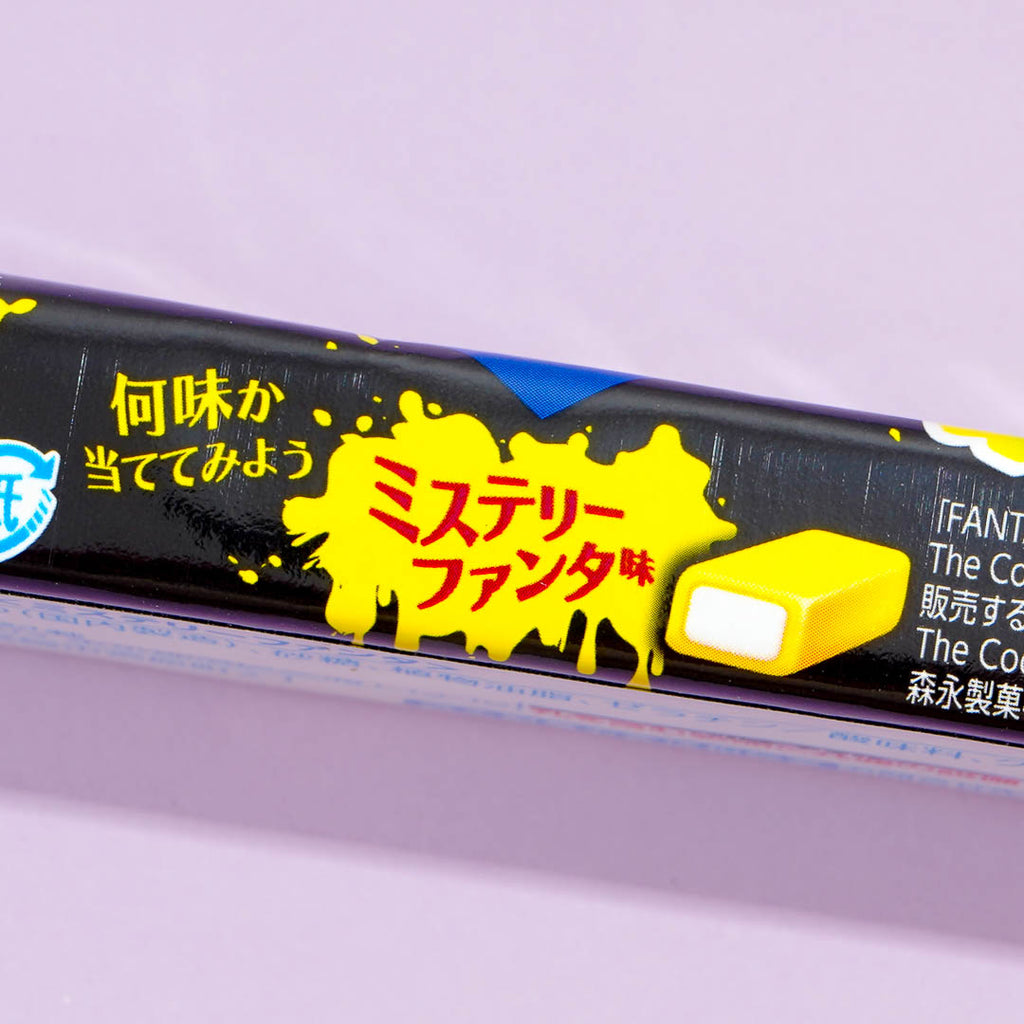 何味か
当ててみよう
ミステリー
ファンタ味
「FANT
The Co
販売する
The Coc
森永製菓